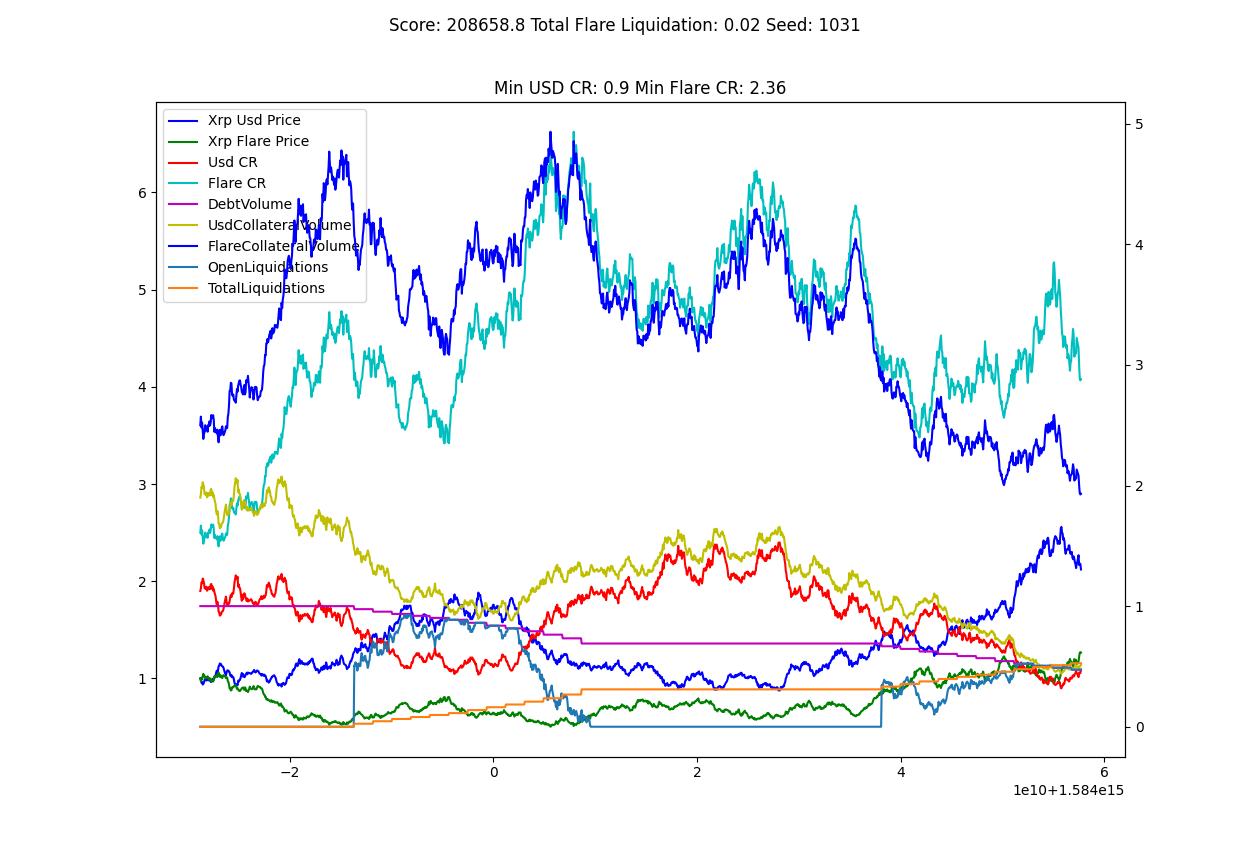 Score: 208658.8 Total Flare Liquidation: 0.02 Seed: 1031
Min USD CR: 0.9 Min Flare CR: 2.36
Xrp Usd Price
Xrp Flare Price
Usd CR
Flare CR
DebtVolume
UsdCollateralVolume
FlareCollateralVolume
OpenLiquidations
TotalLiquidations
6
5
4
3
2
1
5
4
3
2
1
0
−2
0
2
4
6
1e10+1.584e15